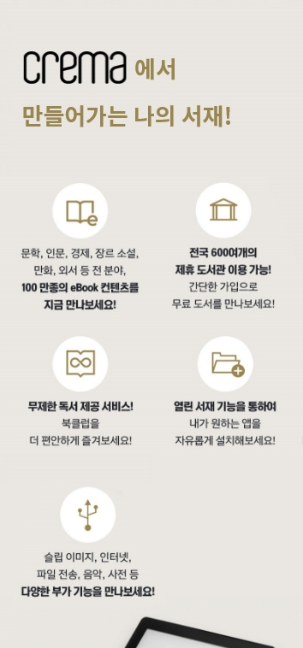 crema 에서
만들어가는 나의 서재!
문학, 인문, 경제, 장르 소설,
만화, 외서 등 전 분야,
100 만종의 eBook 컨텐츠를
지금 만나보세요!
전국 600여개의
제휴 도서관 이용 가능!
간단한 가입으로
무료 도서를 만나보세요!
무제한 독서 제공 서비스!
북클럽을
더 편안하게 즐겨보세요!
열린 서재 기능을 통하여
내가 원하는 앱을
자유롭게 설치해보세요!
슬립 이미지, 인터넷,
파일 전송, 음악, 사전 등
다양한 부가 기능을 만나보세요!